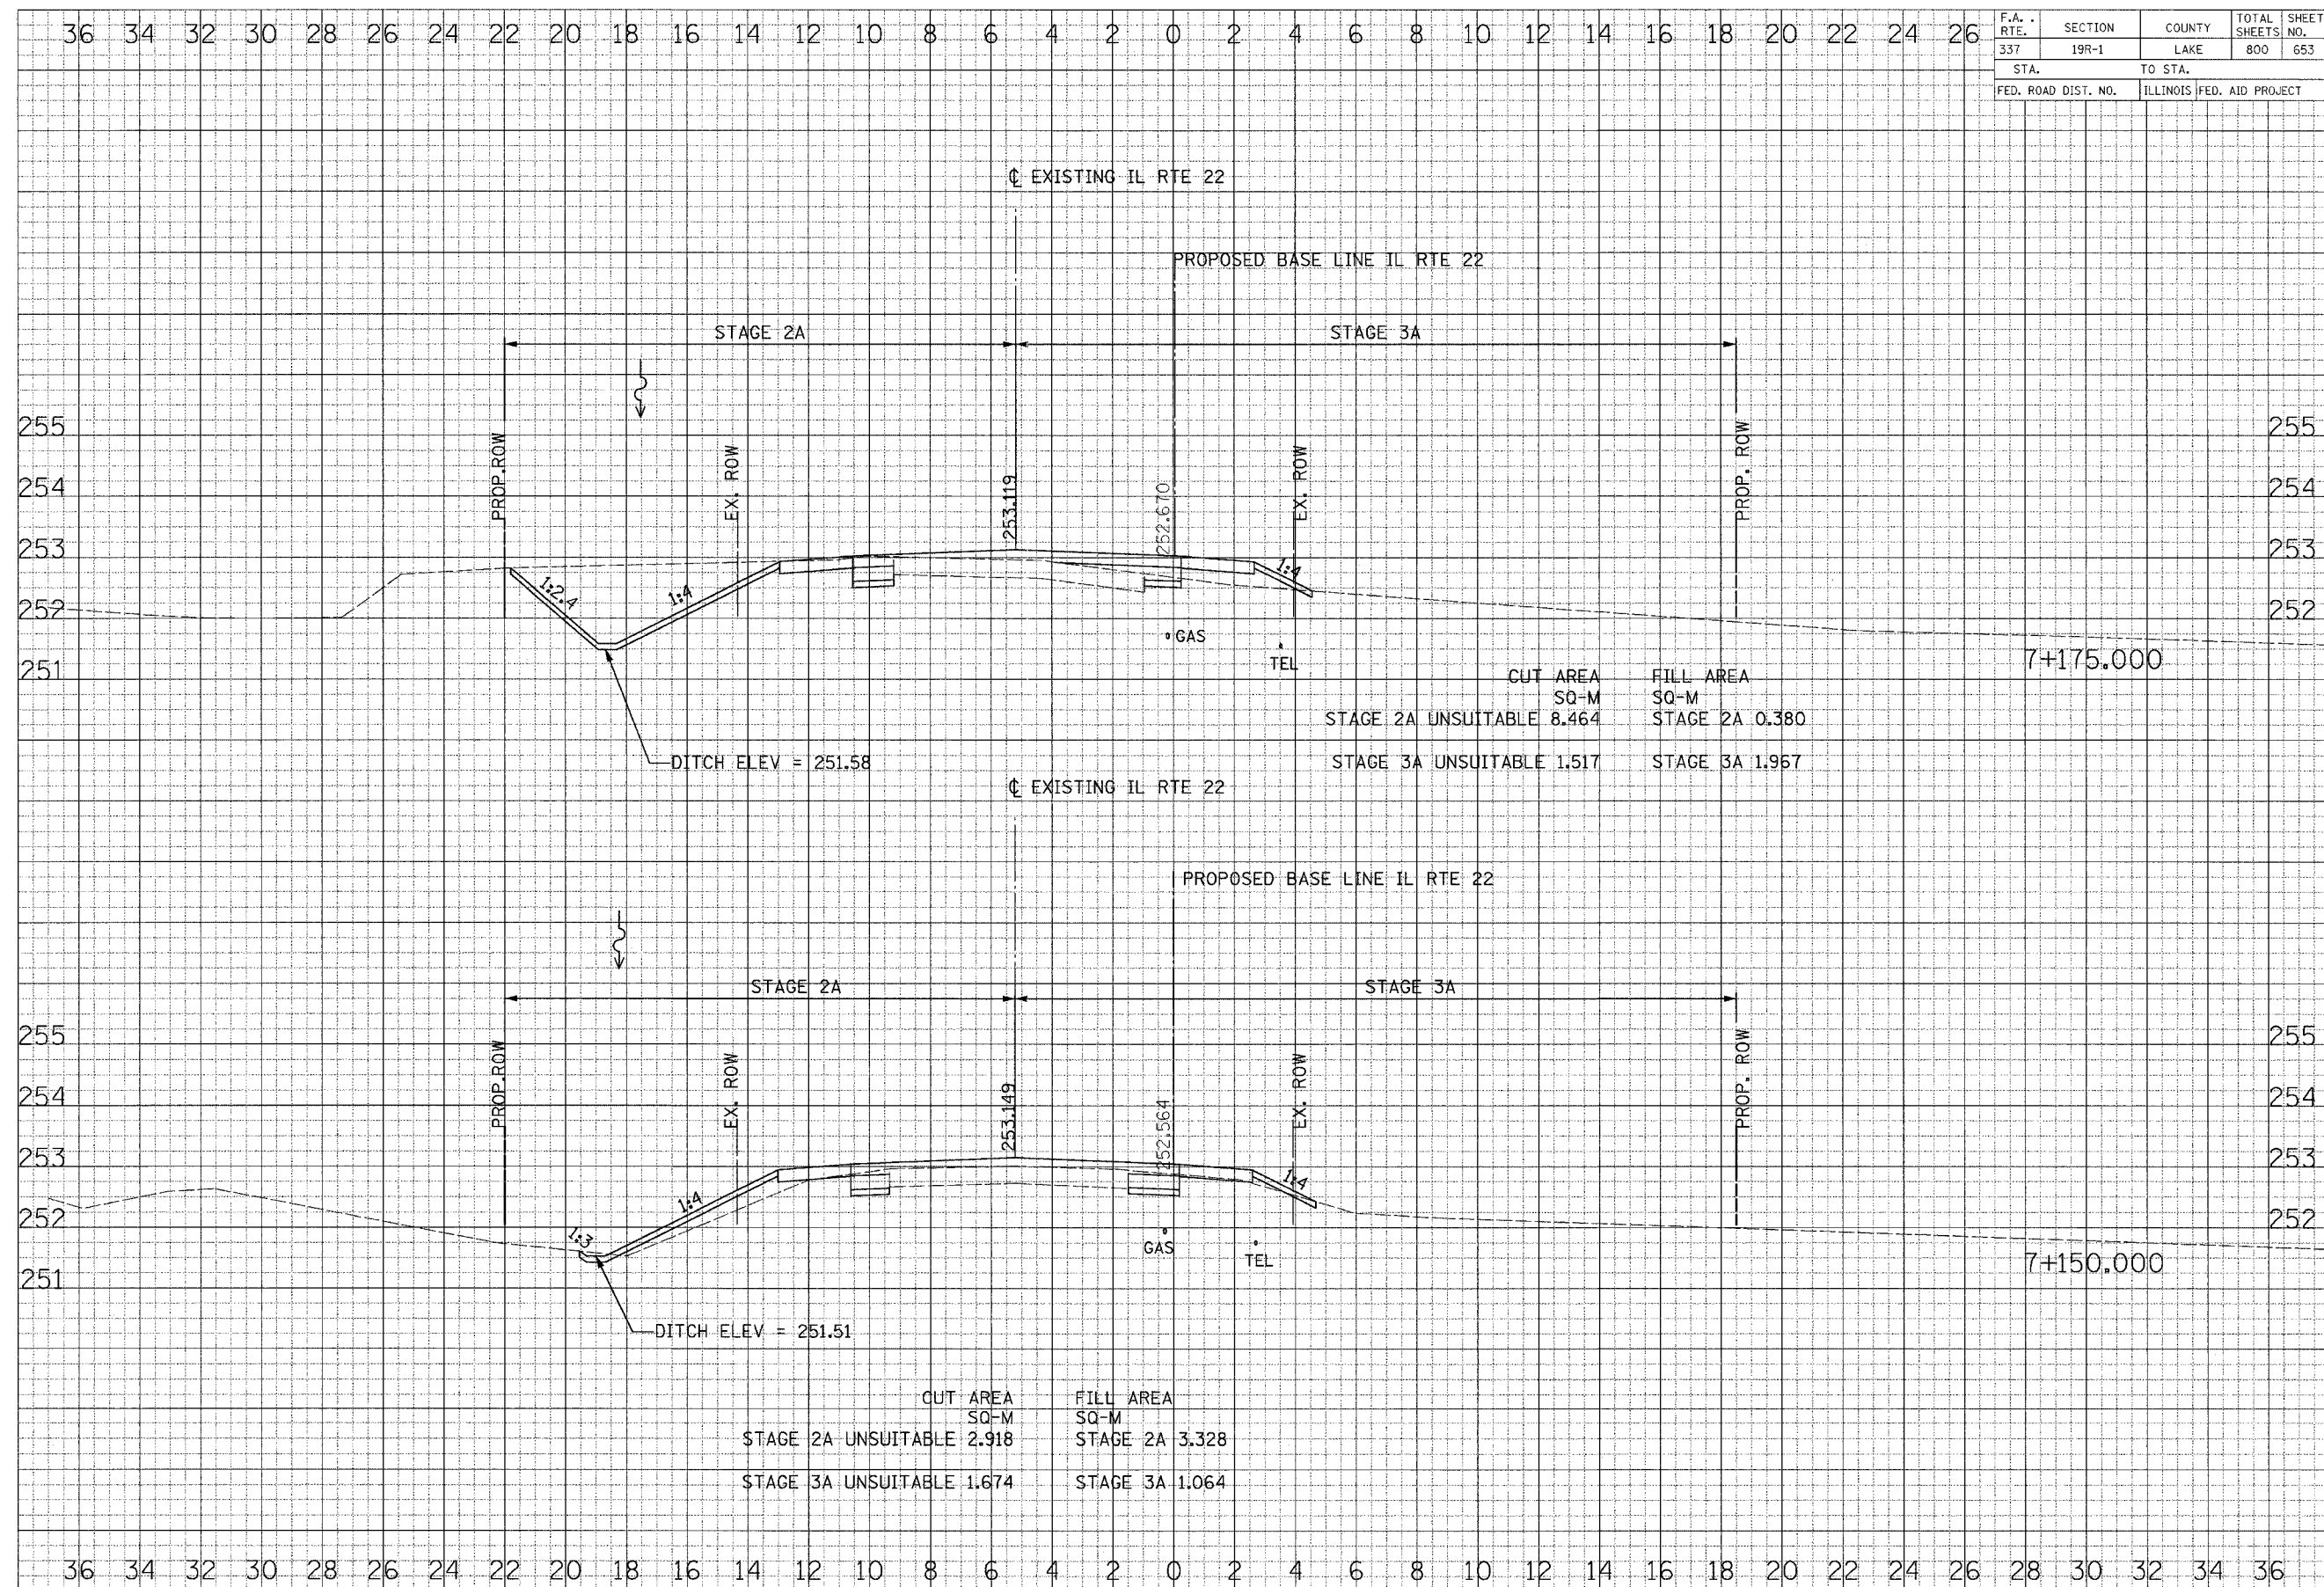 36 34 32 30 28 26 24 22 20 18 16 14 12 10 8 6 4 2 0 2 4 6 8 10 12 14 16 18 20 22 24 26
F.A. RTE. SECTION COUNTY TOTAL SHEETS SHEET NO.
337 19R-1 LAKE 800 653
STA. TO STA.
FED. ROAD DIST. NO. ILLINOIS FED. AID PROJECT
℄ EXISTING IL RTE 22
PROPOSED BASE LINE IL RTE 22
STAGE 2A STAGE 3A
255 255
254 254
253 253
252 252
251
PROP.ROW
EX. ROW
253.119
252.670
EX. ROW
PROP. ROW
1:2.4
1:4
1:4
GAS
TEL
7+175.000
DITCH ELEV = 251.58
CUT AREA FILL AREA
SQ-M SQ-M
STAGE 2A UNSUITABLE 8.464 STAGE 2A 0.380
STAGE 3A UNSUITABLE 1.517 STAGE 3A 1.967
℄ EXISTING IL RTE 22
PROPOSED BASE LINE IL RTE 22
STAGE 2A STAGE 3A
255 255
254 254
253 253
252 252
251
PROP.ROW
EX. ROW
253.149
252.564
EX. ROW
PROP. ROW
1:3
1:4
1:4
GAS
TEL
7+150.000
DITCH ELEV = 251.51
CUT AREA FILL AREA
SQ-M SQ-M
STAGE 2A UNSUITABLE 2.918 STAGE 2A 3.328
STAGE 3A UNSUITABLE 1.674 STAGE 3A 1.064
36 34 32 30 28 26 24 22 20 18 16 14 12 10 8 6 4 2 0 2 4 6 8 10 12 14 16 18 20 22 24 26 28 30 32 34 36